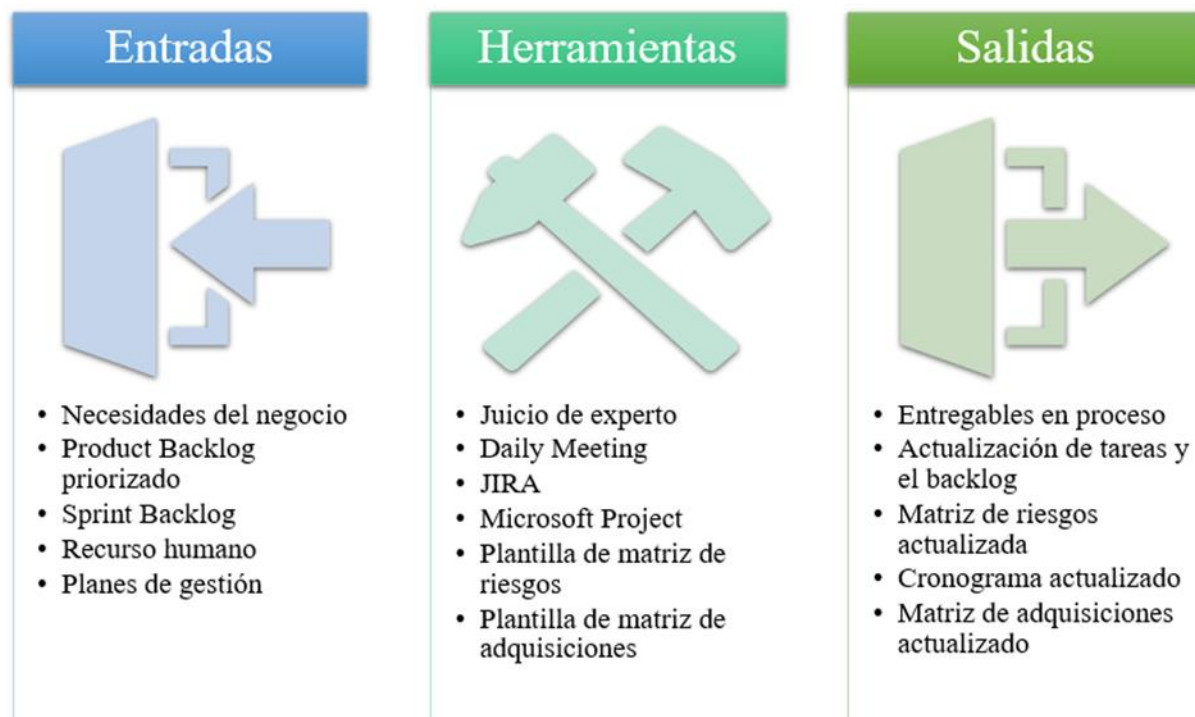 Entradas
• Necesidades del negocio
• Product Backlog
priorizado
• Sprint Backlog
• Recurso humano
• Planes de gestión
Herramientas
• Juicio de experto
• Daily Meeting
• JIRA
• Microsoft Project
• Plantilla de matriz de
riesgos
• Plantilla de matriz de
adquisiciones
Salidas
• Entregables en proceso
• Actualización de tareas y
el backlog
• Matriz de riesgos
actualizada
• Cronograma actualizado
• Matriz de adquisiciones
actualizado